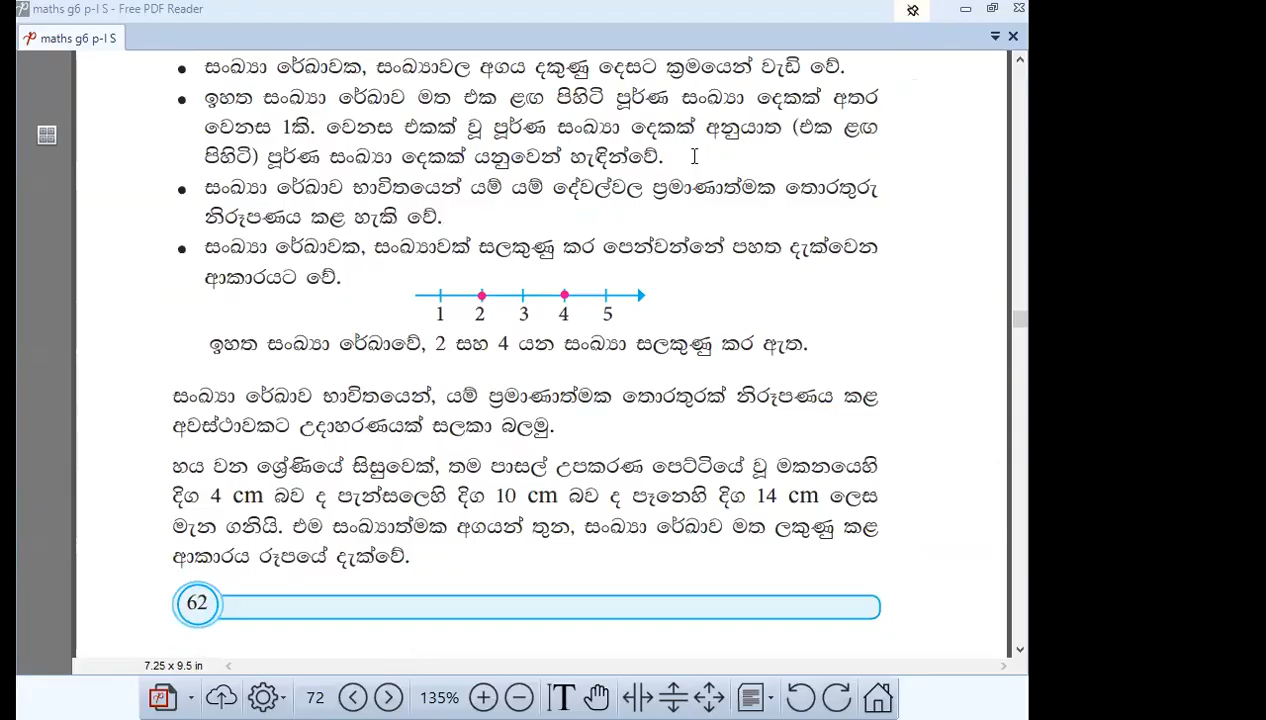 maths g6 p-I S - Free PDF Reader
maths g6 p-I S
සංඛ්‍යා රේඛාවක, සංඛ්‍යාවල අගය දකුණු දෙසට ක්‍රමයෙන් වැඩි වේ.
ඉහත සංඛ්‍යා රේඛාව මත එක ළඟ පිහිටි පූර්ණ සංඛ්‍යා දෙකක් අතර
වෙනස 1කි. වෙනස එකක් වූ පූර්ණ සංඛ්‍යා දෙකක් අනුයාත (එක ළඟ
පිහිටි) පූර්ණ සංඛ්‍යා දෙකක් යනුවෙන් හැඳින්වේ.
සංඛ්‍යා රේඛාව භාවිතයෙන් යම් යම් දේවල්වල ප්‍රමාණාත්මක තොරතුරු
නිරූපණය කළ හැකි වේ.
සංඛ්‍යා රේඛාවක, සංඛ්‍යාවක් සලකුණු කර පෙන්වන්නේ පහත දැක්වෙන
ආකාරයට වේ.
1 2 3 4 5
ඉහත සංඛ්‍යා රේඛාවේ, 2 සහ 4 යන සංඛ්‍යා සලකුණු කර ඇත.
සංඛ්‍යා රේඛාව භාවිතයෙන්, යම් ප්‍රමාණාත්මක තොරතුරක් නිරූපණය කළ
අවස්ථාවකට උදාහරණයක් සලකා බලමු.
හය වන ශ්‍රේණියේ සිසුවෙක්, තම පාසල් උපකරණ පෙට්ටියේ වූ මකනයෙහි
දිග 4 cm බව ද පැන්සලෙහි දිග 10 cm බව ද පෑනෙහි දිග 14 cm ලෙස
මැන ගනියි. එම සංඛ්‍යාත්මක අගයන් තුන, සංඛ්‍යා රේඛාව මත ලකුණු කළ
ආකාරය රූපයේ දැක්වේ.
62
7.25 x 9.5 in
72 135%